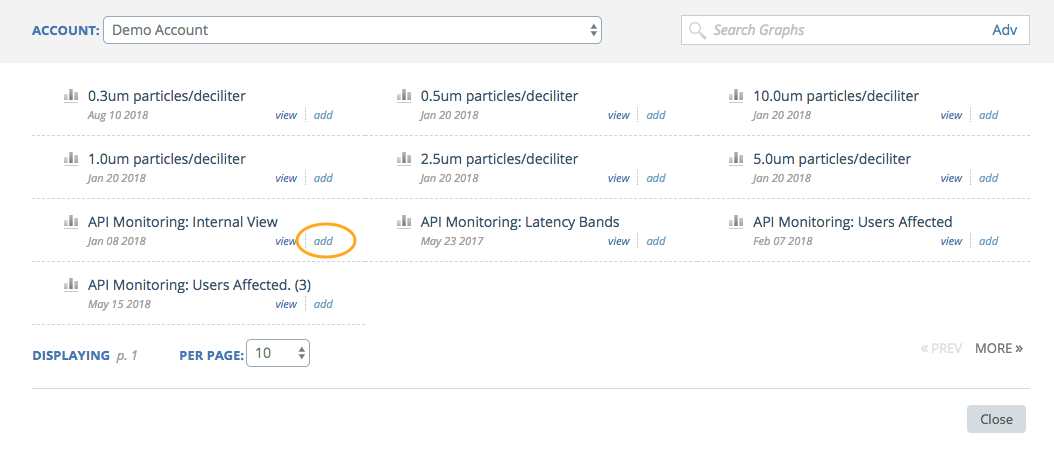 ACCOUNT: Demo Account Search Graphs Adv
0.3um particles/deciliter 0.5um particles/deciliter 10.0um particles/deciliter
Aug 10 2018 view add Jan 20 2018 view add Jan 20 2018 view add
1.0um particles/deciliter 2.5um particles/deciliter 5.0um particles/deciliter
Jan 20 2018 view add Jan 20 2018 view add Jan 20 2018 view add
API Monitoring: Internal View API Monitoring: Latency Bands API Monitoring: Users Affected
Jan 08 2018 view add May 23 2017 view add Feb 07 2018 view add
API Monitoring: Users Affected. (3)
May 15 2018 view add
DISPLAYING p. 1 PER PAGE: 10 « PREV MORE »
Close